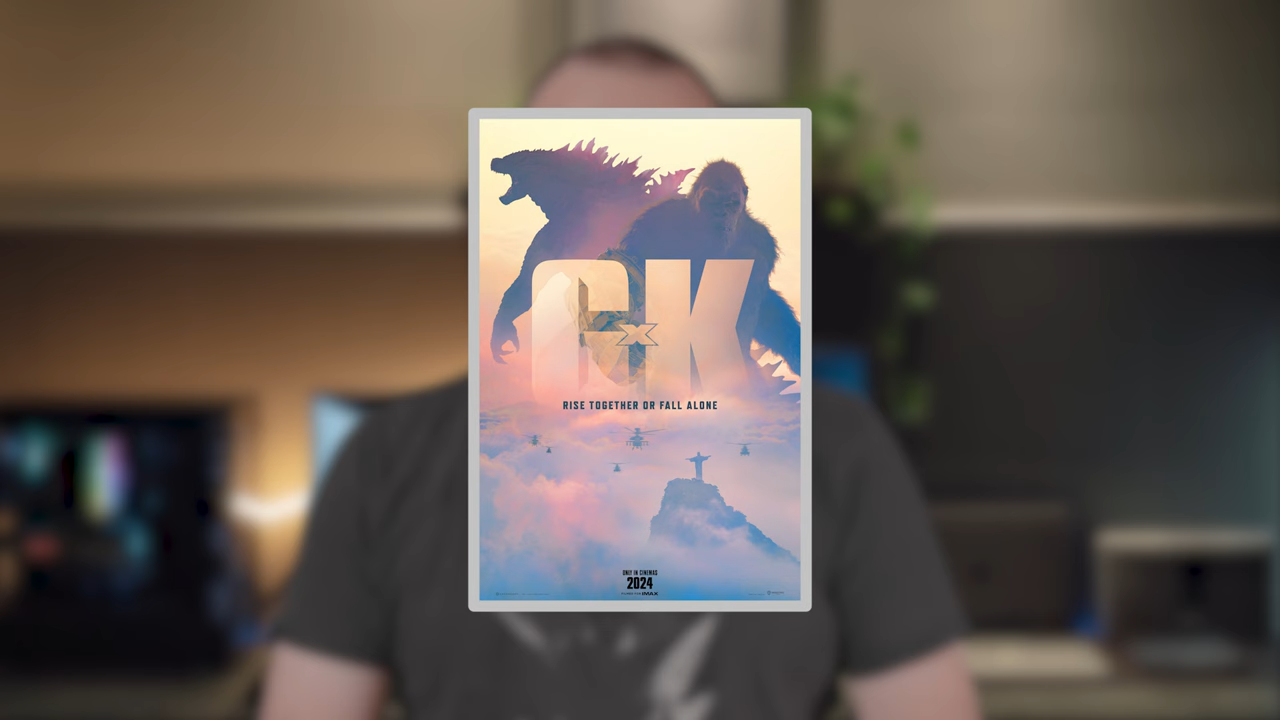 G x K
RISE TOGETHER OR FALL ALONE
ONLY IN CINEMAS
2024
IMAX